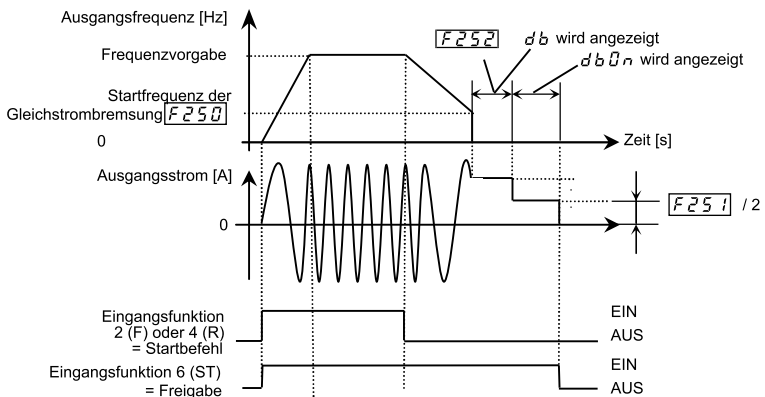 Ausgangsfrequenz [Hz]
Frequenzvorgabe
F252
db wird angezeigt
dbOn wird angezeigt
Startfrequenz der
Gleichstrombremsung F250
0
Zeit [s]
Ausgangsstrom [A]
F251 / 2
0
Eingangsfunktion
2 (F) oder 4 (R)
= Startbefehl
EIN
AUS
Eingangsfunktion 6 (ST)
= Freigabe
EIN
AUS